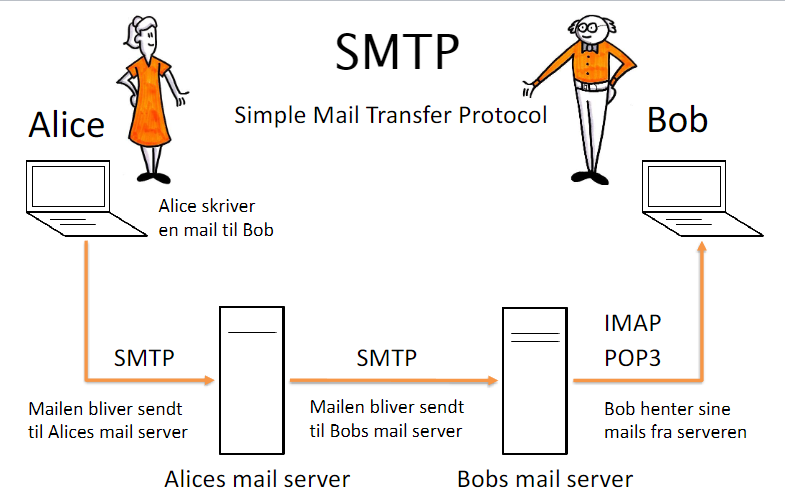 SMTP
Simple Mail Transfer Protocol
Alice
Bob
Alice skriver
en mail til Bob
SMTP
Mailen bliver sendt
til Alices mail server
SMTP
Mailen bliver sendt
til Bobs mail server
IMAP
POP3
Bob henter sine
mails fra serveren
Alices mail server
Bobs mail server